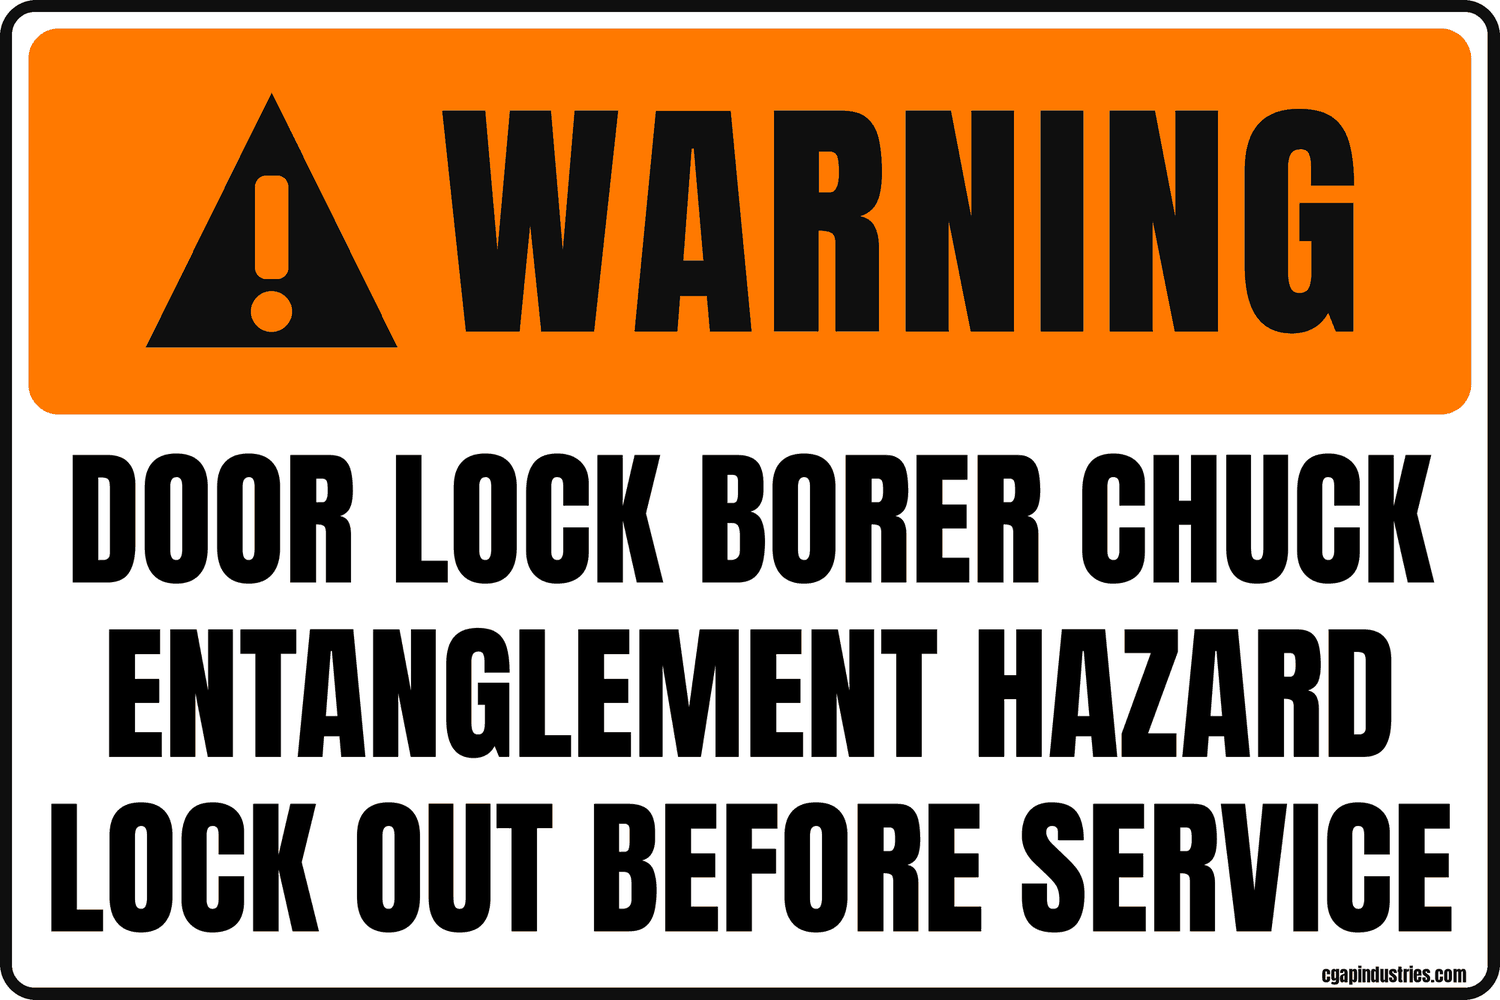 WARNING
DOOR LOCK BORER CHUCK
ENTANGLEMENT HAZARD
LOCK OUT BEFORE SERVICE
cgapindustries.com